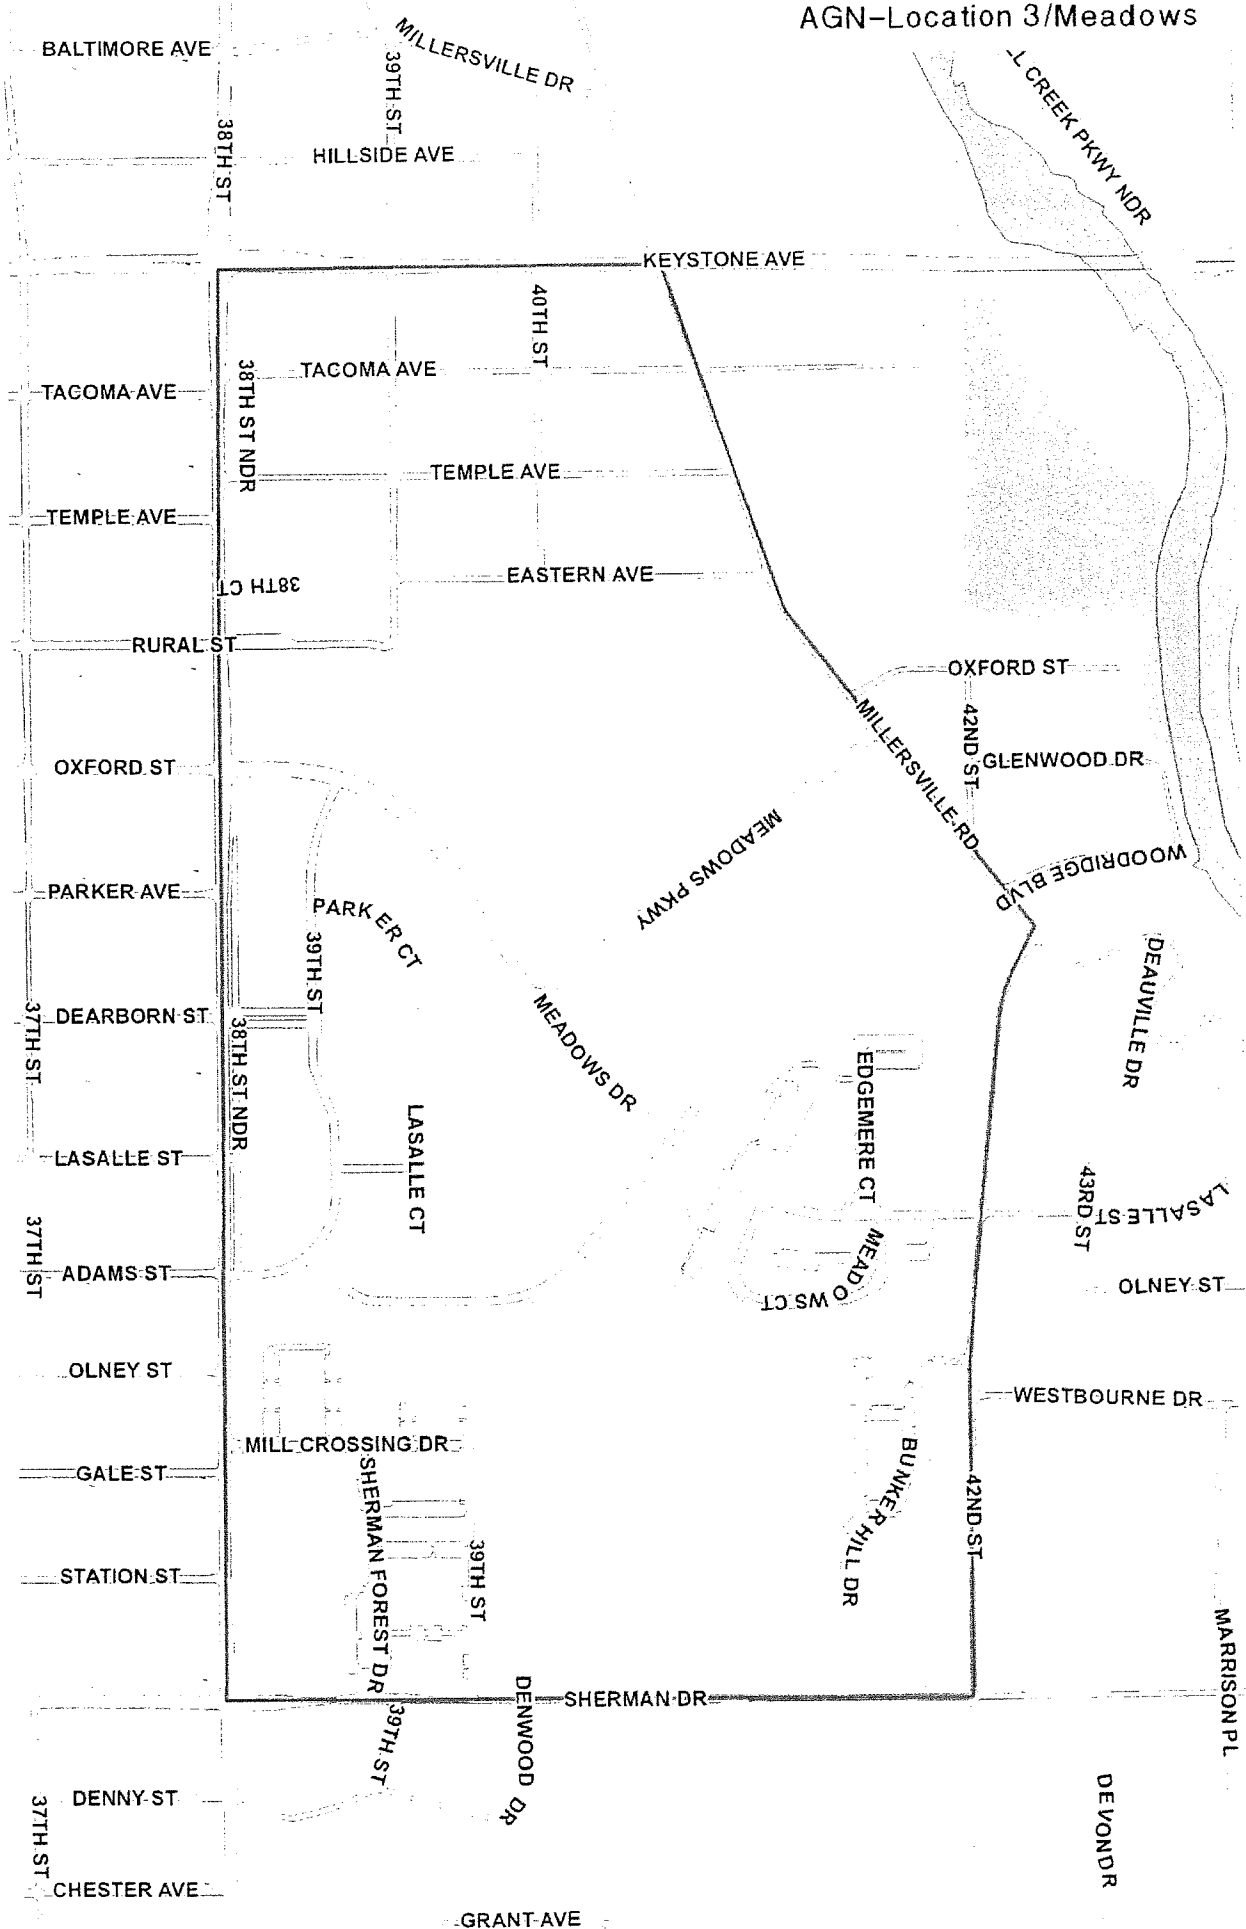 AGN-Location 3/Meadows
BALTIMORE AVE
MILLERSVILLE DR
39TH ST
38TH ST
HILLSIDE AVE
L CREEK PKWY NDR
KEYSTONE AVE
40TH ST
TACOMA AVE
38TH ST NDR
TACOMA AVE
TEMPLE AVE
TEMPLE AVE
38TH CT
EASTERN AVE
RURAL ST
OXFORD ST
MILLERSVILLE RD
42ND ST
GLENWOOD DR
OXFORD ST
MEADOWS PKWY
WOODRIDGE BLVD
PARKER AVE
PARKER CT
39TH ST
DEAUVILLE DR
37TH ST
DEARBORN ST
38TH ST NDR
MEADOWS DR
EDGEMERE CT
LASALLE ST
LASALLE CT
43RD ST
LASALLE ST
37TH ST
ADAMS ST
MEADOWS CT
OLNEY ST
OLNEY ST
WESTBOURNE DR
MILL CROSSING DR
GALE ST
SHERMAN FOREST DR
BUNKER HILL DR
42ND ST
STATION ST
39TH ST
MARRISON PL
SHERMAN DR
39TH ST
DENWOOD DR
DENNY ST
DEVON DR
37TH ST
CHESTER AVE
GRANT AVE